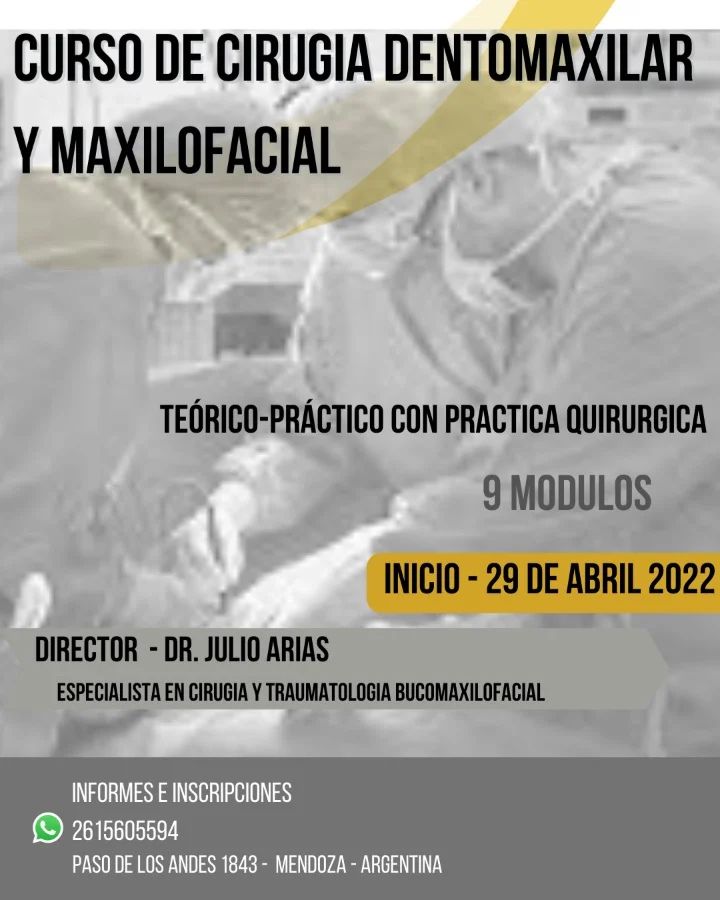 CURSO DE CIRUGIA DENTOMAXILAR
Y MAXILOFACIAL
TEÓRICO-PRÁCTICO CON PRACTICA QUIRURGICA
9 MODULOS
INICIO - 29 DE ABRIL 2022
DIRECTOR - DR. JULIO ARIAS
ESPECIALISTA EN CIRUGIA Y TRAUMATOLOGIA BUCOMAXILOFACIAL
INFORMES E INSCRIPCIONES
2615605594
PASO DE LOS ANDES 1843 - MENDOZA - ARGENTINA